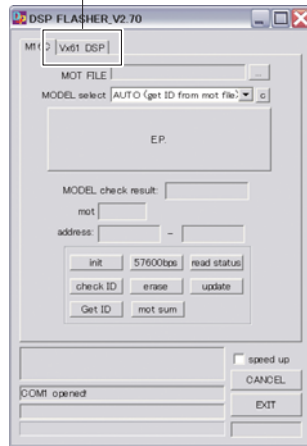 DSP FLASHER_V2.70
Vx61 DSP
MOT FILE ...
MODEL select AUTO (get ID from mot file) c
E.P.
MODEL check result:
mot
address: -
init 57600bps read status
check ID erase update
Get ID mot sum
speed up
CANCEL
COM1 opened!
EXIT